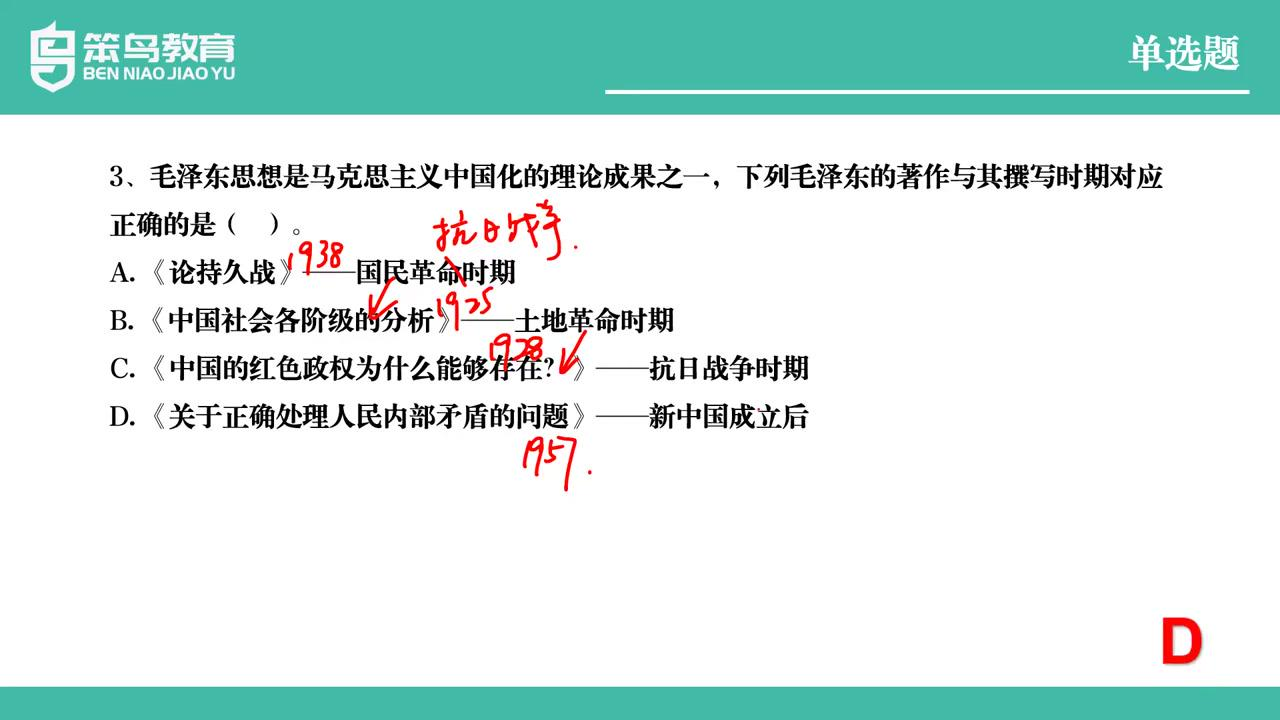 笨鸟教育
BEN NIAO JIAO YU
单选题
3、毛泽东思想是马克思主义中国化的理论成果之一，下列毛泽东的著作与其撰写时期对应
正确的是（　）。
抗日战争.
1938
A.《论持久战》——国民革命时期
1925
B.《中国社会各阶级的分析》——土地革命时期
1928
C.《中国的红色政权为什么能够存在?　》——抗日战争时期
D.《关于正确处理人民内部矛盾的问题》——新中国成立后
1957.
D